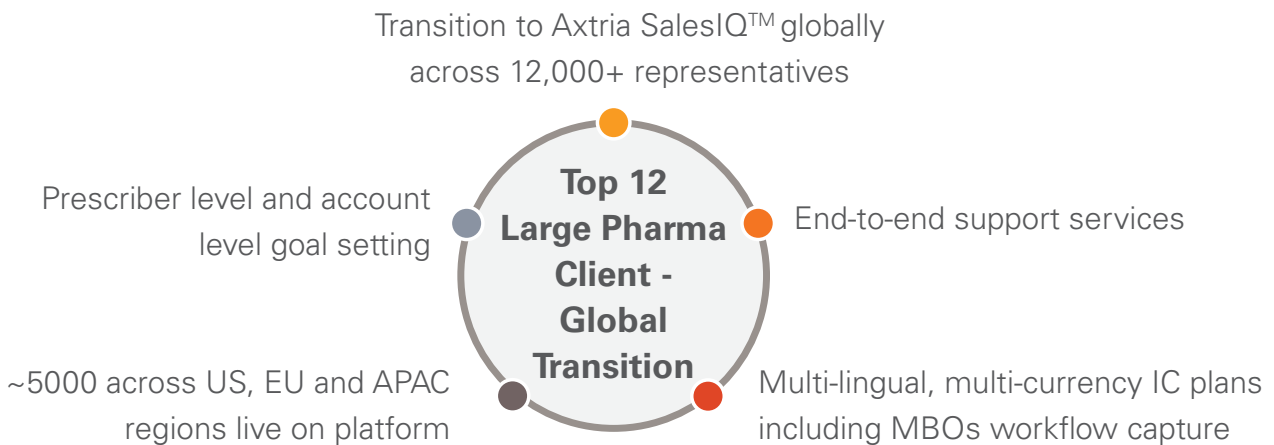 Transition to Axtria SalesIQ™ globally
across 12,000+ representatives
Prescriber level and account
level goal setting
Top 12
Large Pharma
Client -
Global
Transition
End-to-end support services
~5000 across US, EU and APAC
regions live on platform
Multi-lingual, multi-currency IC plans
including MBOs workflow capture